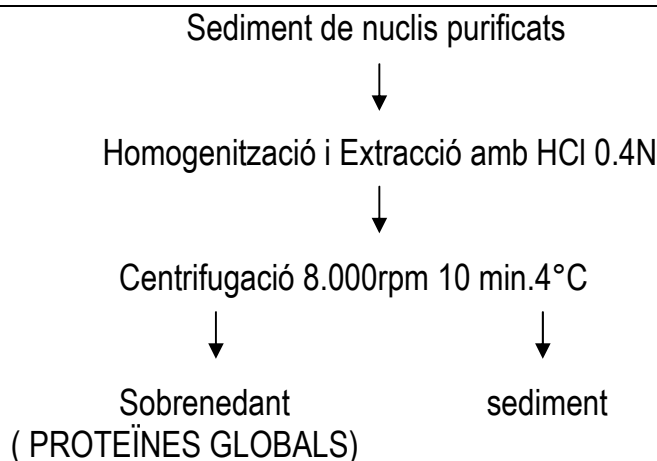 Sediment de nuclis purificats
Homogenització i Extracció amb HCl 0.4N
Centrifugació 8.000rpm 10 min.4°C
Sobrenedant sediment
( PROTEÏNES GLOBALS)